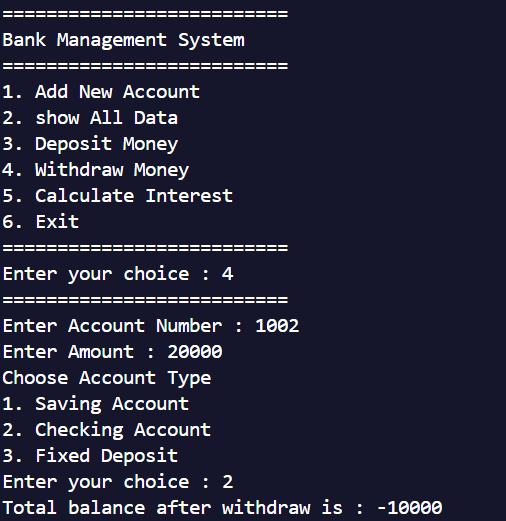 ==========================
Bank Management System
==========================
1. Add New Account
2. show All Data
3. Deposit Money
4. Withdraw Money
5. Calculate Interest
6. Exit
==========================
Enter your choice : 4
==========================
Enter Account Number : 1002
Enter Amount : 20000
Choose Account Type
1. Saving Account
2. Checking Account
3. Fixed Deposit
Enter your choice : 2
Total balance after withdraw is : -10000